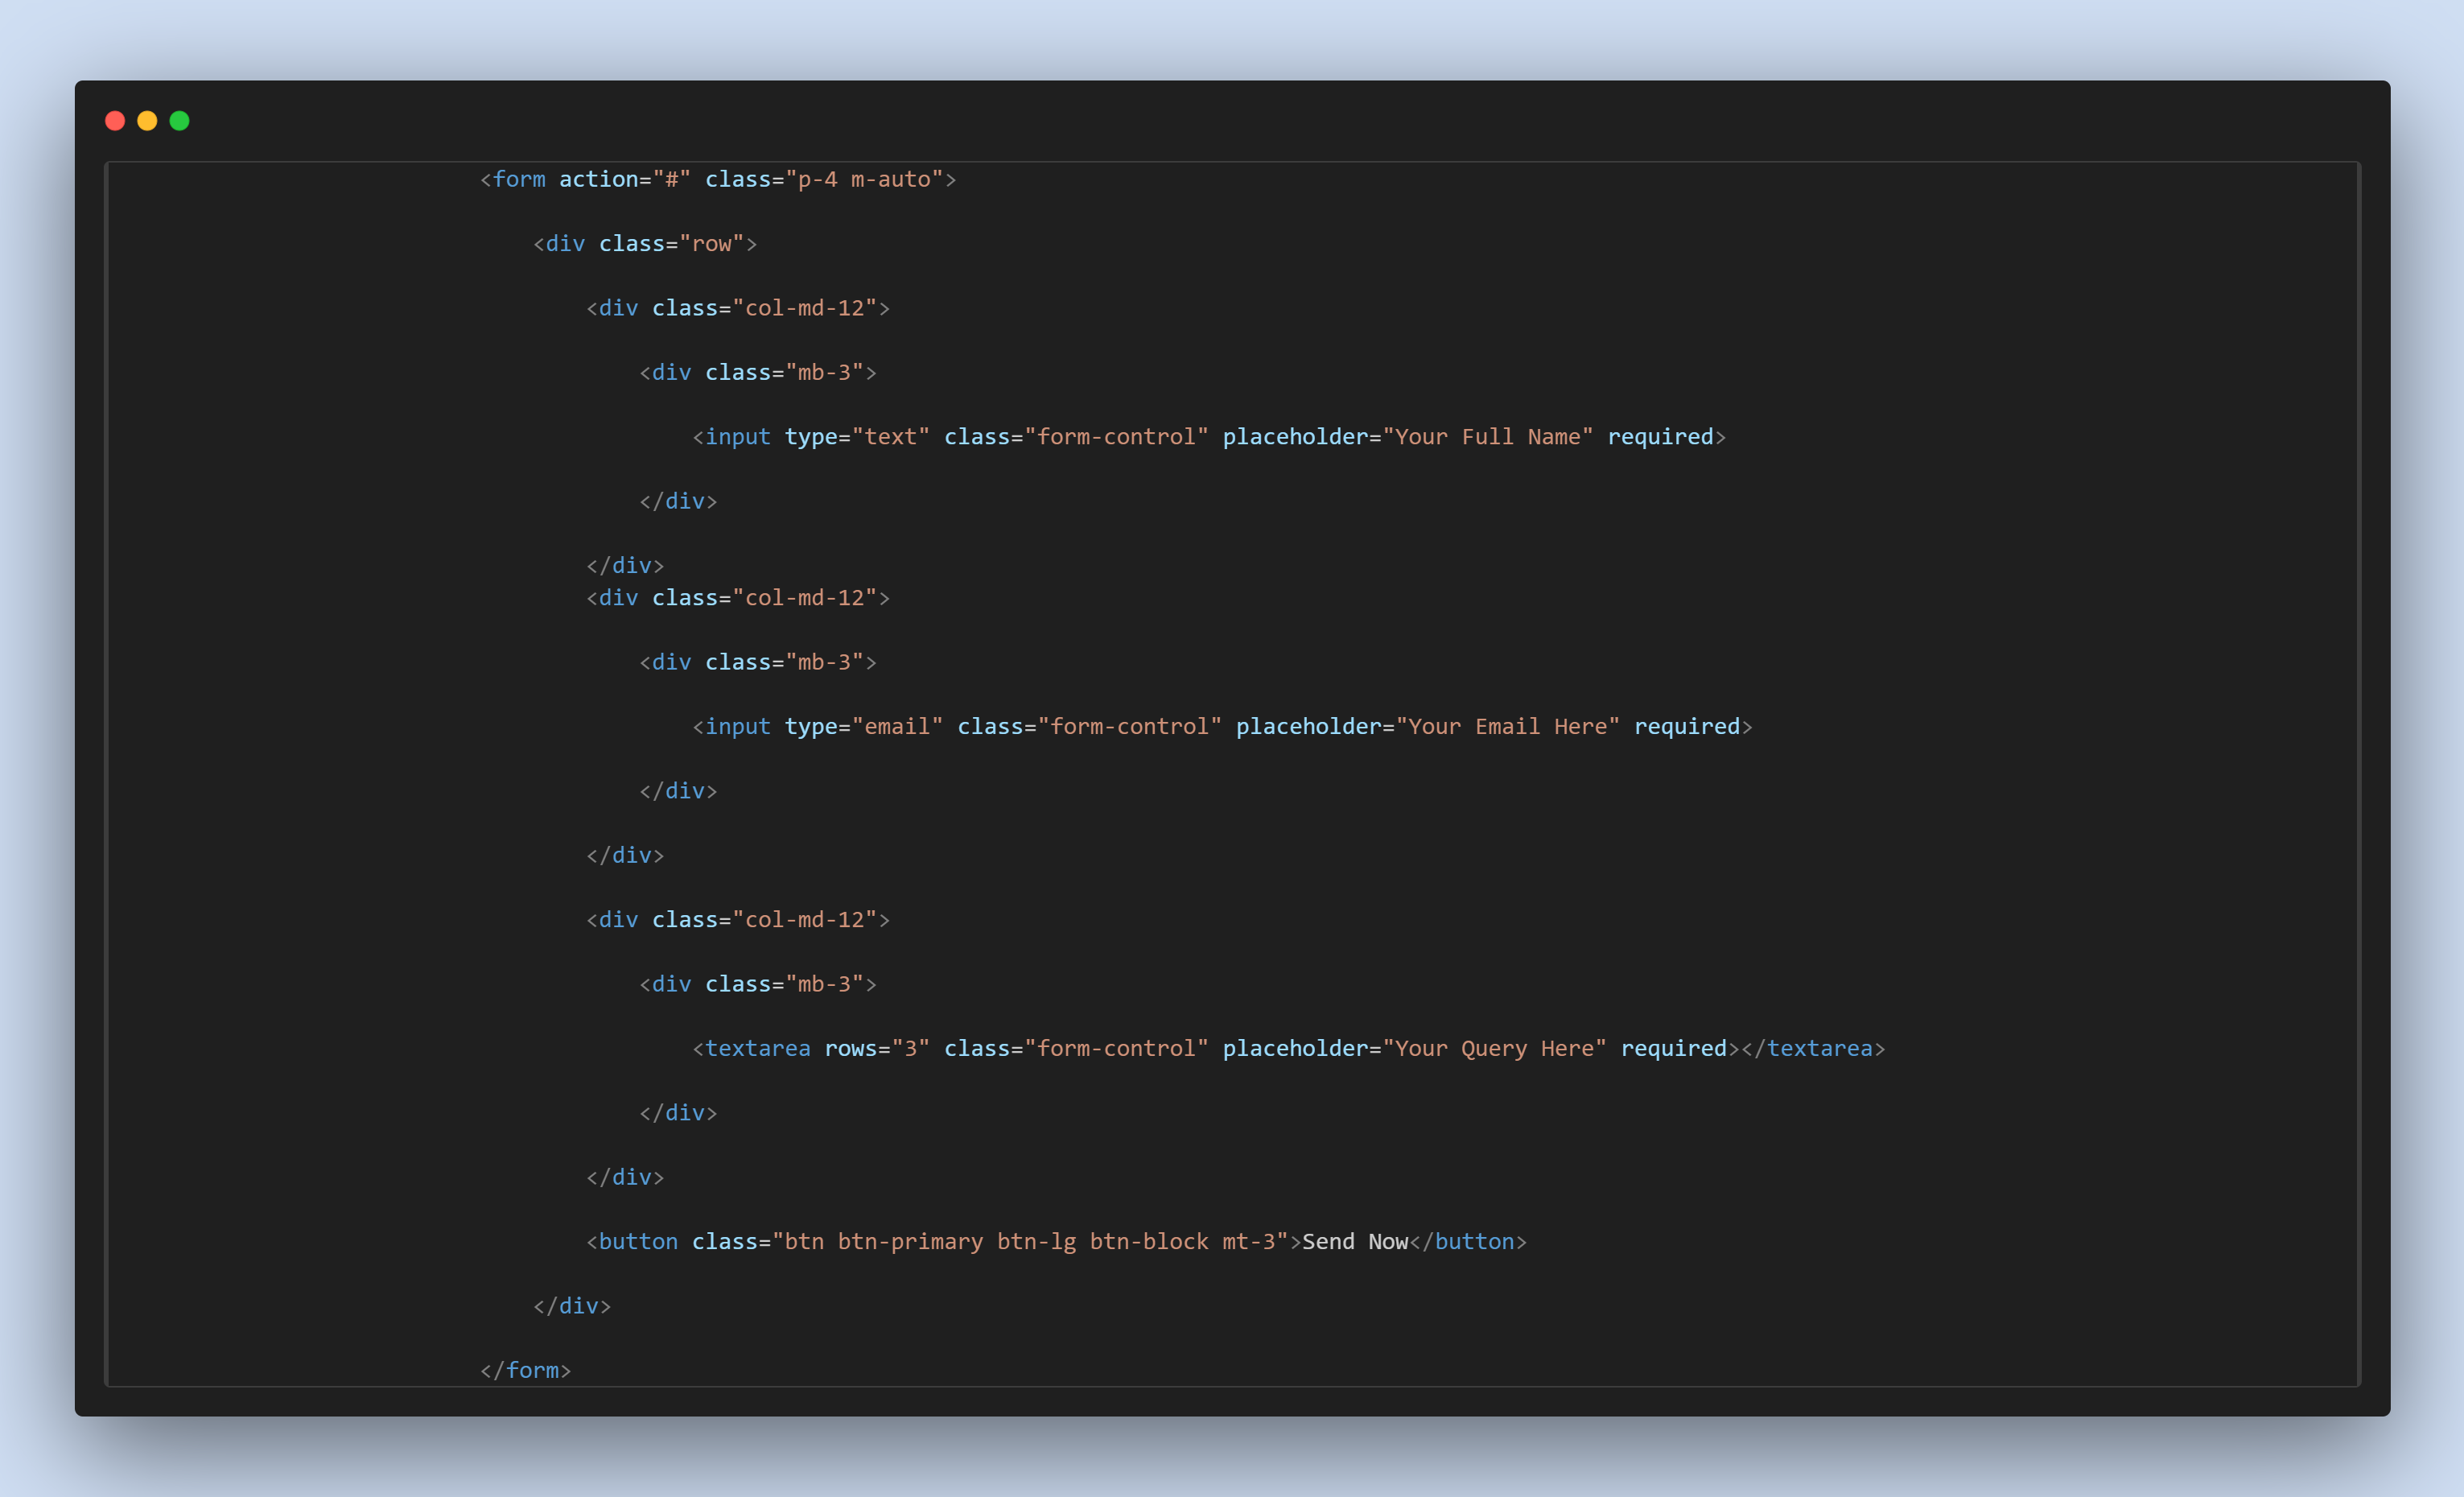 <form action="#" class="p-4 m-auto">
<div class="row">
<div class="col-md-12">
<div class="mb-3">
<input type="text" class="form-control" placeholder="Your Full Name" required>
</div>
</div>
<div class="col-md-12">
<div class="mb-3">
<input type="email" class="form-control" placeholder="Your Email Here" required>
</div>
</div>
<div class="col-md-12">
<div class="mb-3">
<textarea rows="3" class="form-control" placeholder="Your Query Here" required></textarea>
</div>
</div>
<button class="btn btn-primary btn-lg btn-block mt-3">Send Now</button>
</div>
</form>